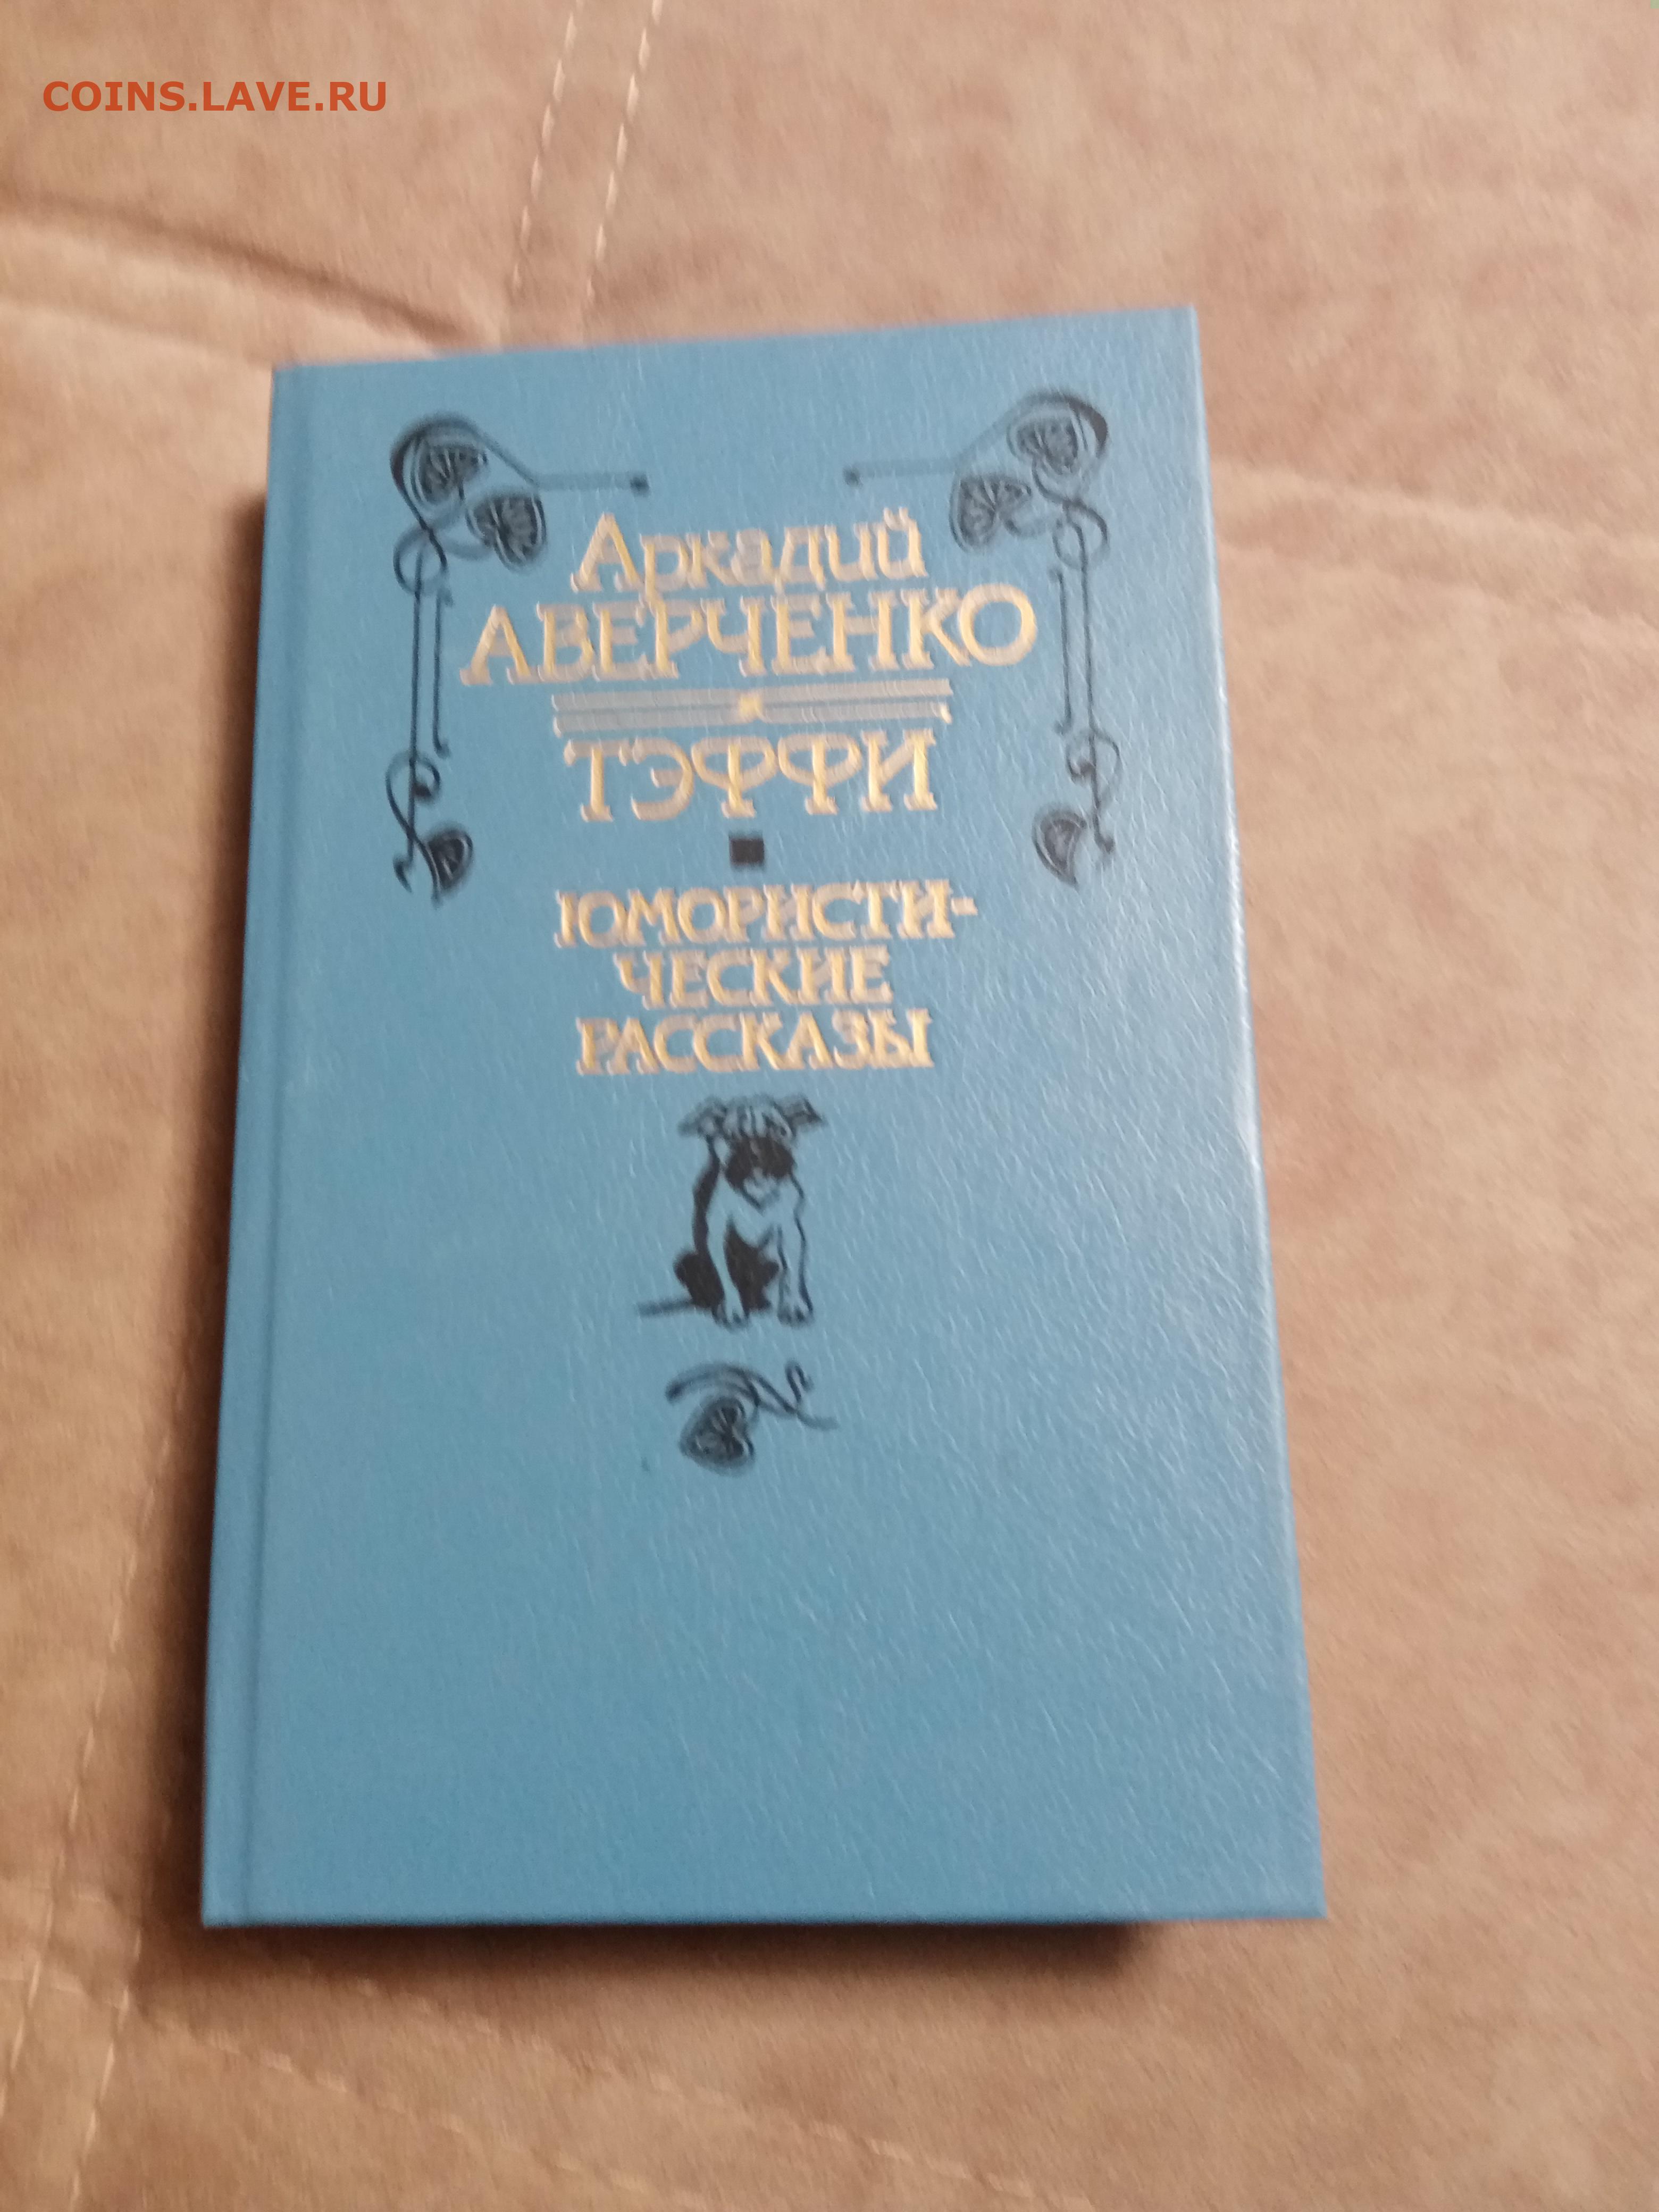 COINS.LAVE.RU
Аркадий
АВЕРЧЕНКО
ТЭФФИ
ЮМОРИСТИ-
ЧЕСКИЕ
РАССКАЗЫ